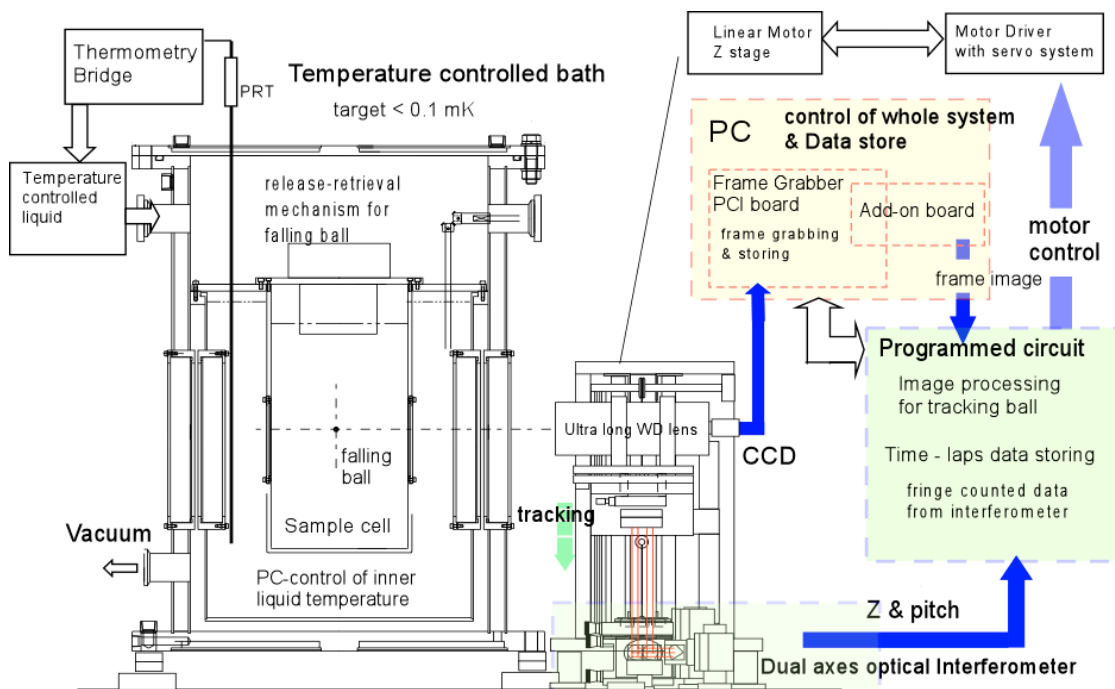 Thermometry
Bridge
PRT
Temperature controlled bath
target < 0.1 mK
Temperature
controlled
liquid
release-retrieval
mechanism for
falling ball
falling
ball
Sample cell
Vacuum
PC-control of inner
liquid temperature
Linear Motor
Z stage
Motor Driver
with servo system
PC
control of whole system
& Data store
Frame Grabber
PCI board
frame grabbing
& storing
Add-on board
frame image
motor
control
Ultra long WD lens
CCD
tracking
Programmed circuit
Image processing
for tracking ball
Time - laps data storing
fringe counted data
from interferometer
Z & pitch
Dual axes optical Interferometer